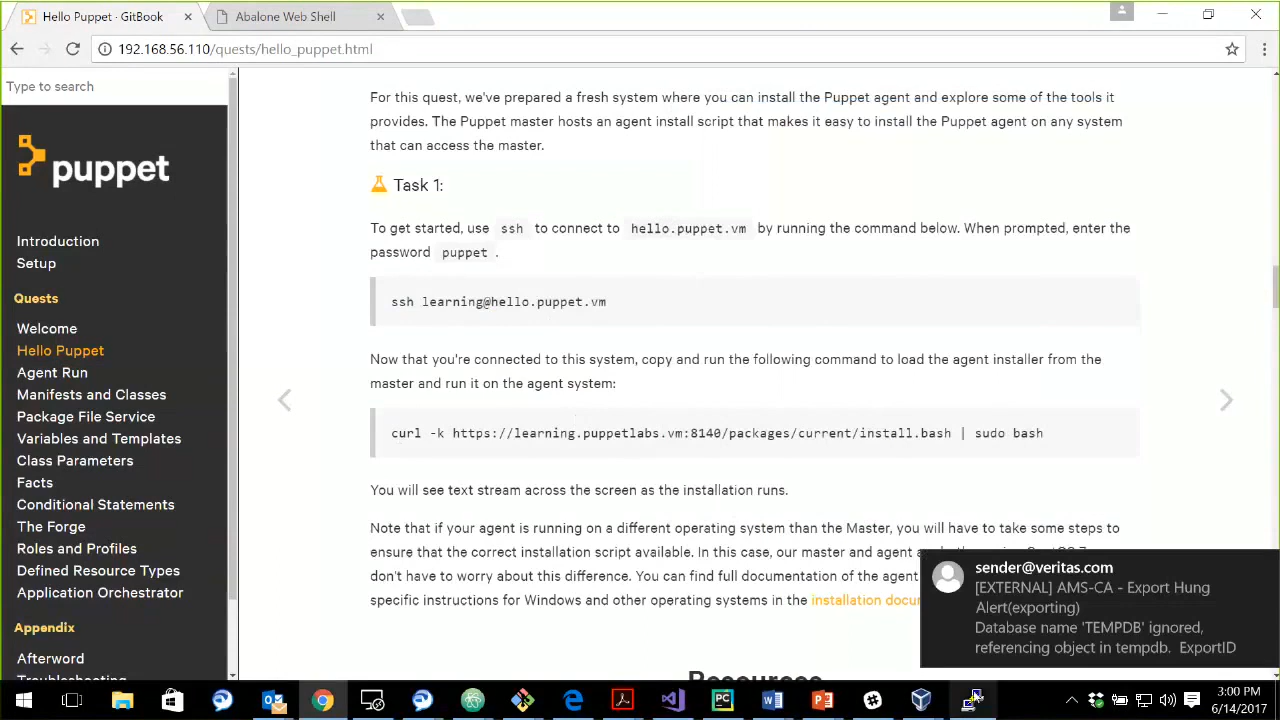 Hello Puppet · GitBook
Abalone Web Shell
192.168.56.110/quests/hello_puppet.html
Type to search
puppet
Introduction
Setup
Quests
Welcome
Hello Puppet
Agent Run
Manifests and Classes
Package File Service
Variables and Templates
Class Parameters
Facts
Conditional Statements
The Forge
Roles and Profiles
Defined Resource Types
Application Orchestrator
Appendix
Afterword
Troubleshooting
For this quest, we've prepared a fresh system where you can install the Puppet agent and explore some of the tools it
provides. The Puppet master hosts an agent install script that makes it easy to install the Puppet agent on any system
that can access the master.
Task 1:
To get started, use ssh to connect to hello.puppet.vm by running the command below. When prompted, enter the
password puppet .
ssh learning@hello.puppet.vm
Now that you're connected to this system, copy and run the following command to load the agent installer from the
master and run it on the agent system:
curl -k https://learning.puppetlabs.vm:8140/packages/current/install.bash | sudo bash
You will see text stream across the screen as the installation runs.
Note that if your agent is running on a different operating system than the Master, you will have to take some steps to
ensure that the correct installation script available. In this case, our master and agent
don't have to worry about this difference. You can find full documentation of the agent
specific instructions for Windows and other operating systems in the installation
Resources
sender@veritas.com
[EXTERNAL] AMS-CA - Export Hung
Alert(exporting)
Database name 'TEMPDB' ignored,
referencing object in tempdb. ExportID
3:00 PM
6/14/2017